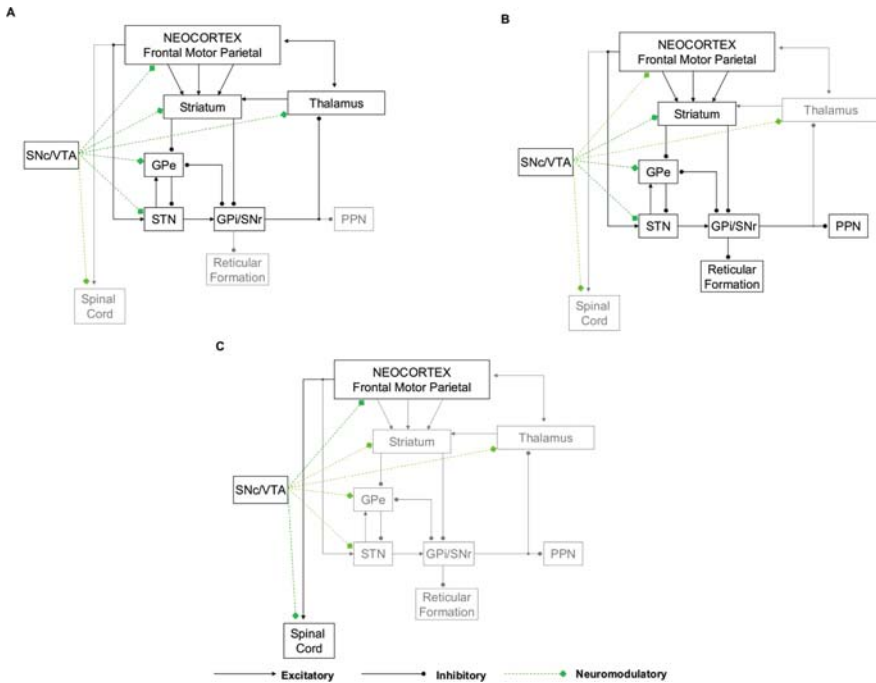 A
NEOCORTEX
Frontal Motor Parietal
Striatum
Thalamus
SNc/VTA
GPe
STN
GPi/SNr
PPN
Reticular
Formation
Spinal
Cord
B
NEOCORTEX
Frontal Motor Parietal
Striatum
Thalamus
SNc/VTA
GPe
STN
GPi/SNr
PPN
Reticular
Formation
Spinal
Cord
C
NEOCORTEX
Frontal Motor Parietal
Striatum
Thalamus
SNc/VTA
GPe
STN
GPi/SNr
PPN
Reticular
Formation
Spinal
Cord
Excitatory
Inhibitory
Neuromodulatory